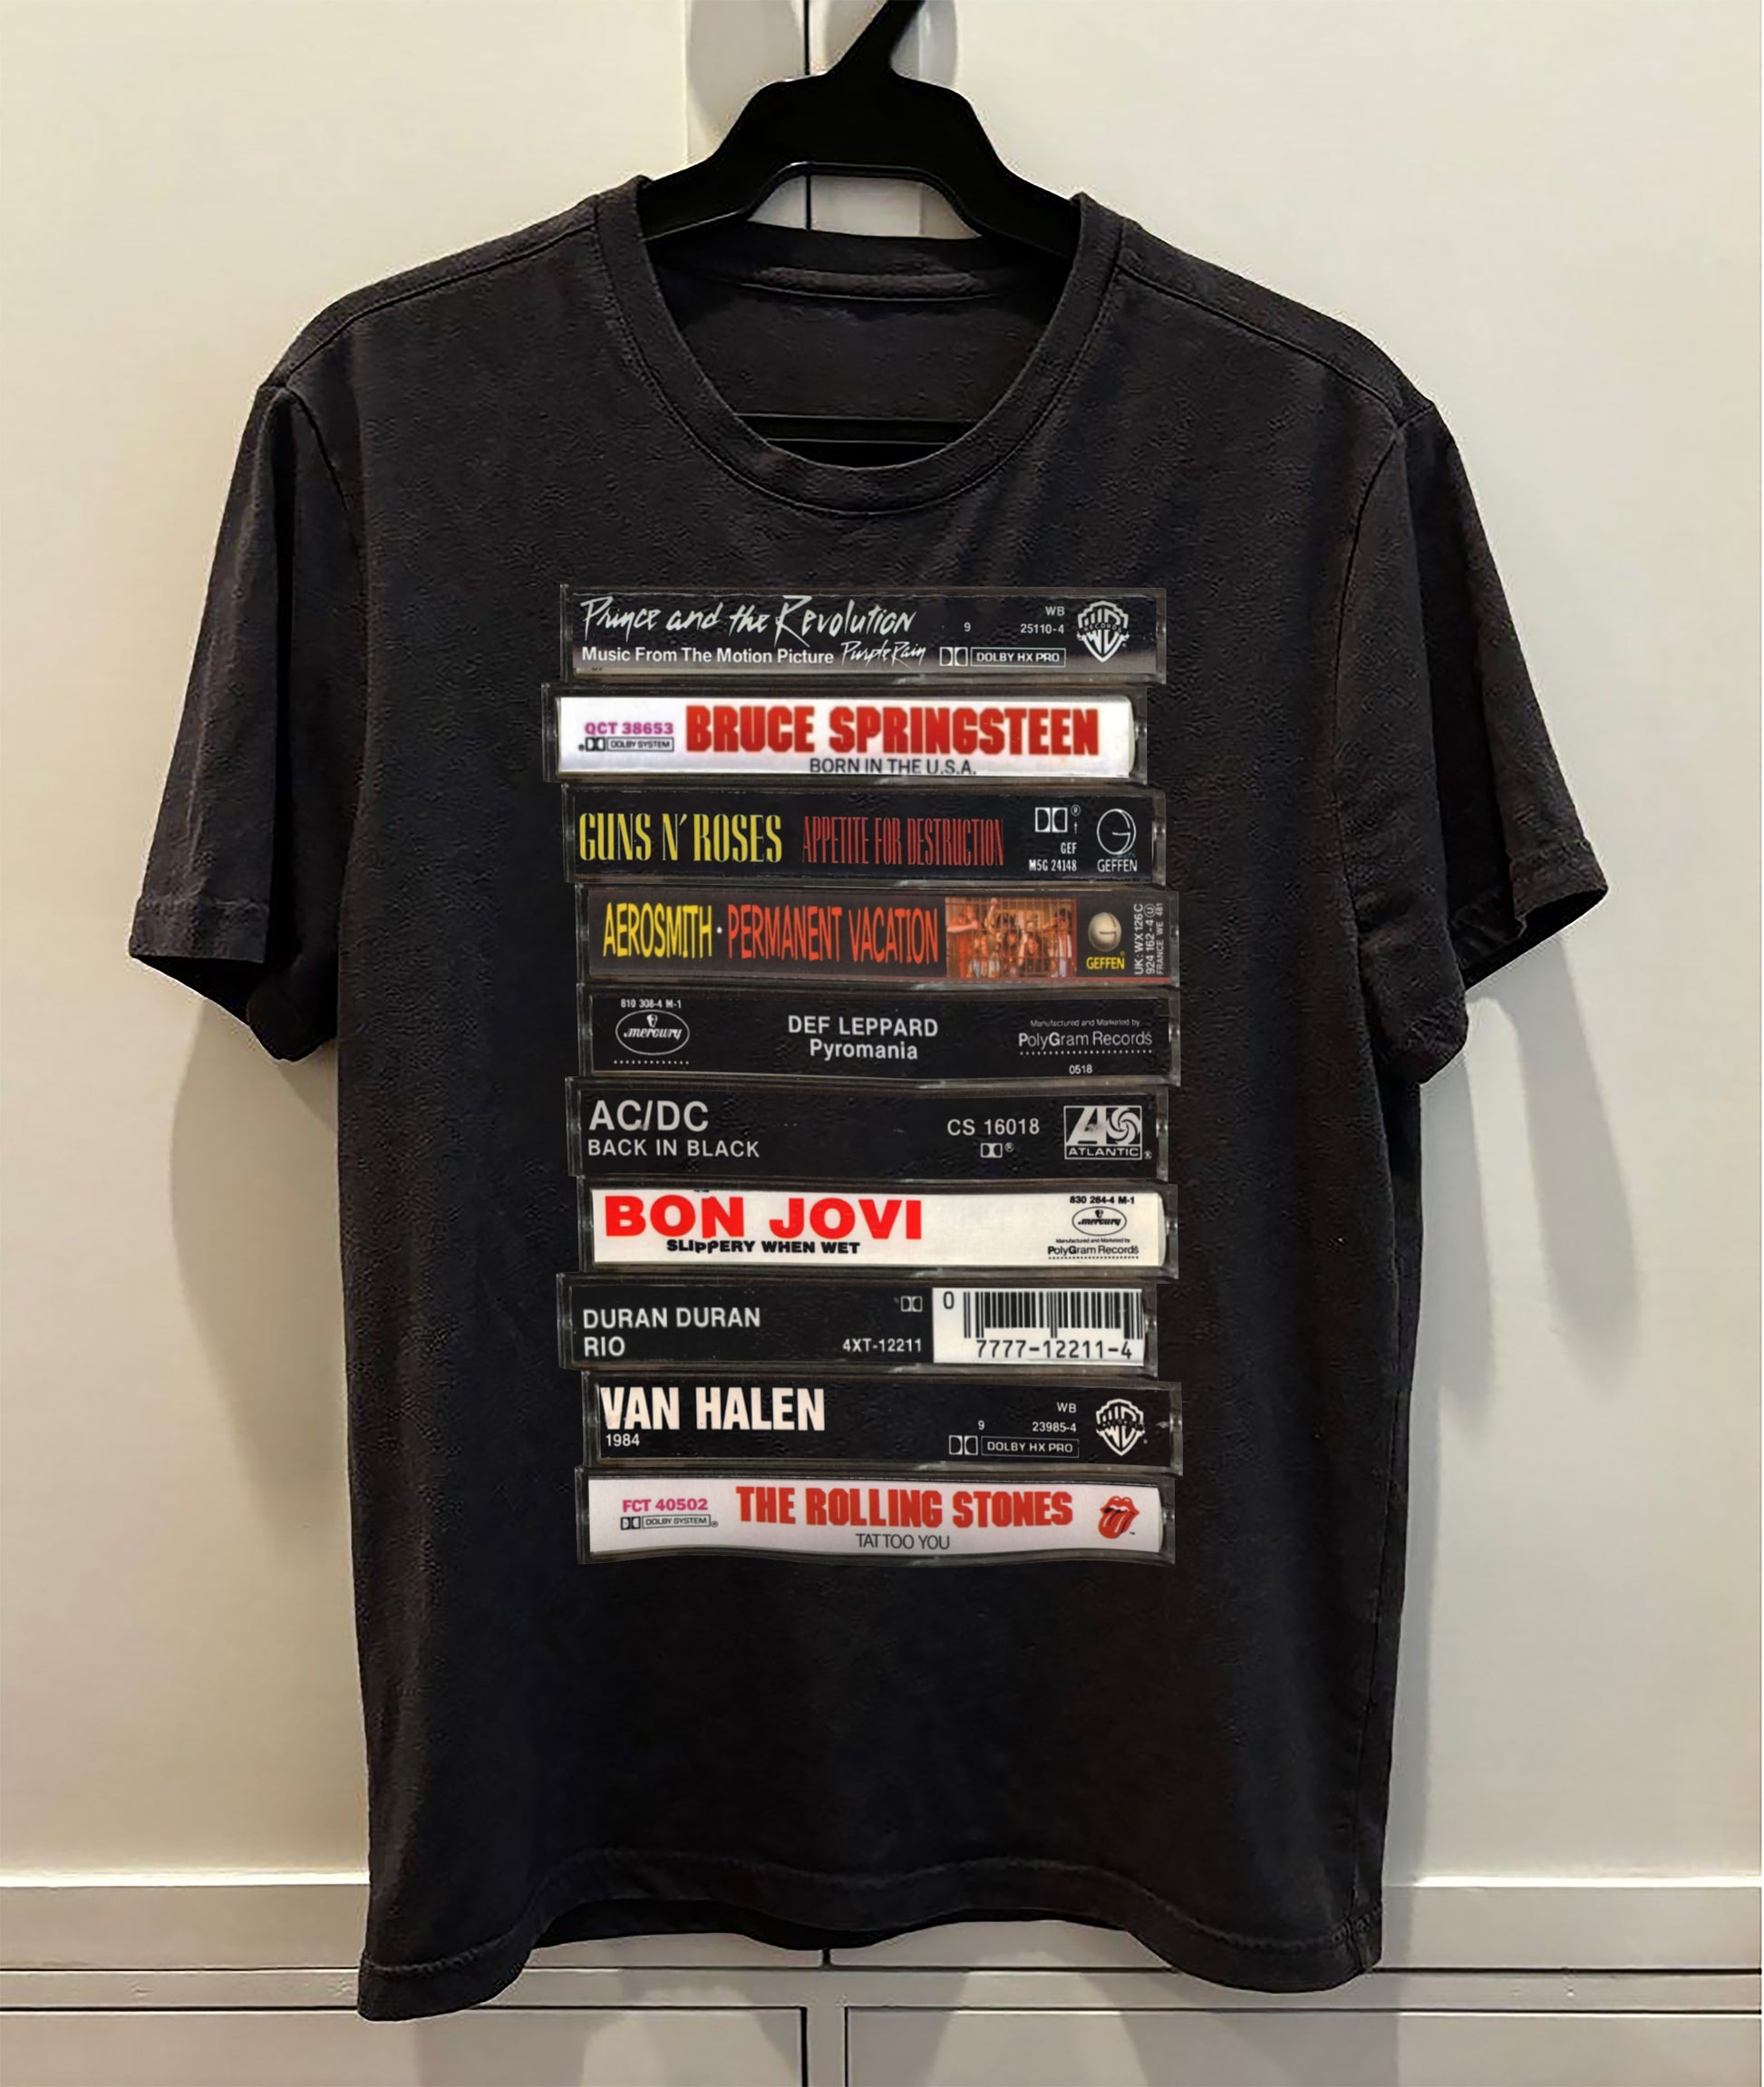 Prince and the Revolution
Music From The Motion Picture Purple Rain
9
WB
25110-4
DOLBY HX PRO
RECORDS
QCT 38653
DOLBY SYSTEM
BRUCE SPRINGSTEEN
BORN IN THE U.S.A.
GUNS N' ROSES APPETITE FOR DESTRUCTION
®
GEF
M5G 24148
GEFFEN
AEROSMITH · PERMANENT VACATION
GEFFEN
UK: WX 126 C
924 162-4
FRANCE WE 481
810 308-4 M-1
mercury
DEF LEPPARD
Pyromania
Manufactured and Marketed by
PolyGram Records
0518
AC/DC
BACK IN BLACK
CS 16018
®
ATLANTIC®
BON JOVI
SLIPPERY WHEN WET
830 264-4 M-1
mercury
Manufactured and Marketed by
PolyGram Records
DURAN DURAN
RIO
4XT-12211
0
7777-12211-4
VAN HALEN
1984
9
WB
23985-4
DOLBY HX PRO
FCT 40502
DOLBY SYSTEM®
THE ROLLING STONES
TATTOO YOU